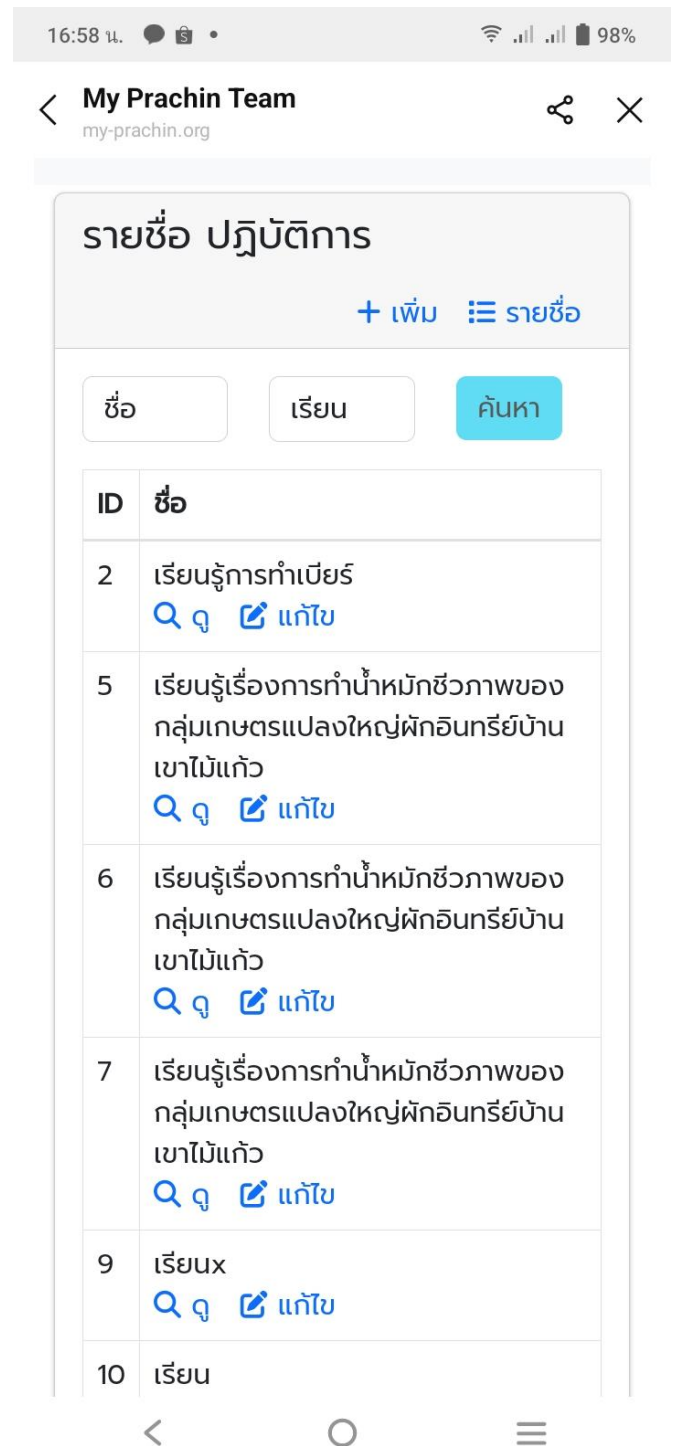 16:58 น. 98%
My Prachin Team
my-prachin.org
รายชื่อ ปฏิบัติการ
เพิ่ม รายชื่อ
ชื่อ เรียน ค้นหา
ID ชื่อ
2 เรียนรู้การทำเบียร์
ดู แก้ไข
5 เรียนรู้เรื่องการทำน้ำหมักชีวภาพของ
กลุ่มเกษตรแปลงใหญ่ผักอินทรีย์บ้าน
เขาไม้แก้ว
ดู แก้ไข
6 เรียนรู้เรื่องการทำน้ำหมักชีวภาพของ
กลุ่มเกษตรแปลงใหญ่ผักอินทรีย์บ้าน
เขาไม้แก้ว
ดู แก้ไข
7 เรียนรู้เรื่องการทำน้ำหมักชีวภาพของ
กลุ่มเกษตรแปลงใหญ่ผักอินทรีย์บ้าน
เขาไม้แก้ว
ดู แก้ไข
9 เรียนx
ดู แก้ไข
10 เรียน